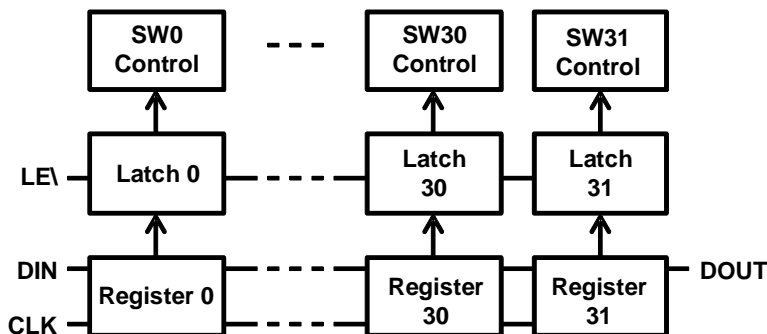 SW0
Control
SW30
Control
SW31
Control
LE\
Latch 0
Latch
30
Latch
31
DIN
CLK
Register 0
Register
30
Register
31
DOUT